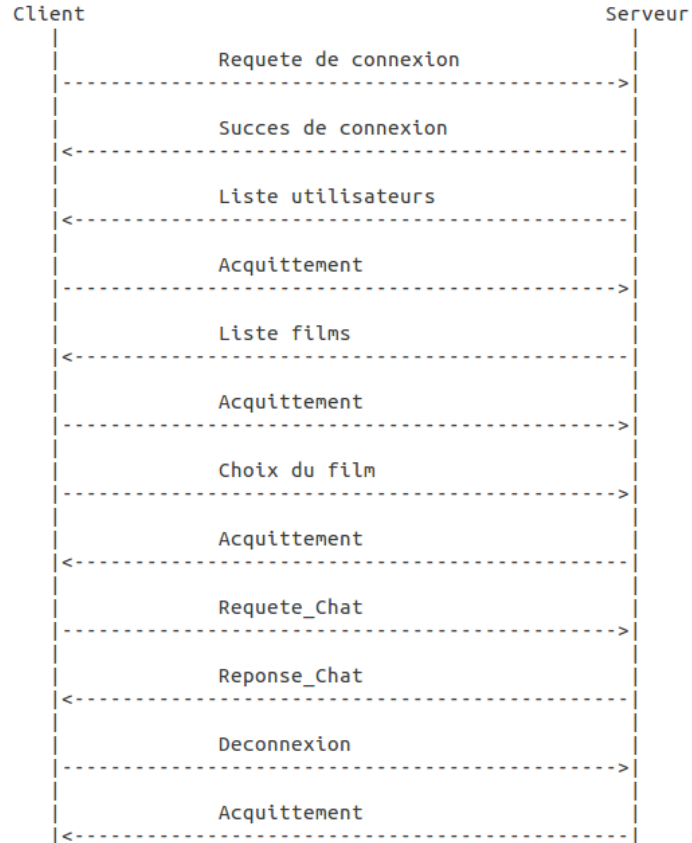 Client Serveur
Requete de connexion
Succes de connexion
Liste utilisateurs
Acquittement
Liste films
Acquittement
Choix du film
Acquittement
Requete_Chat
Reponse_Chat
Deconnexion
Acquittement